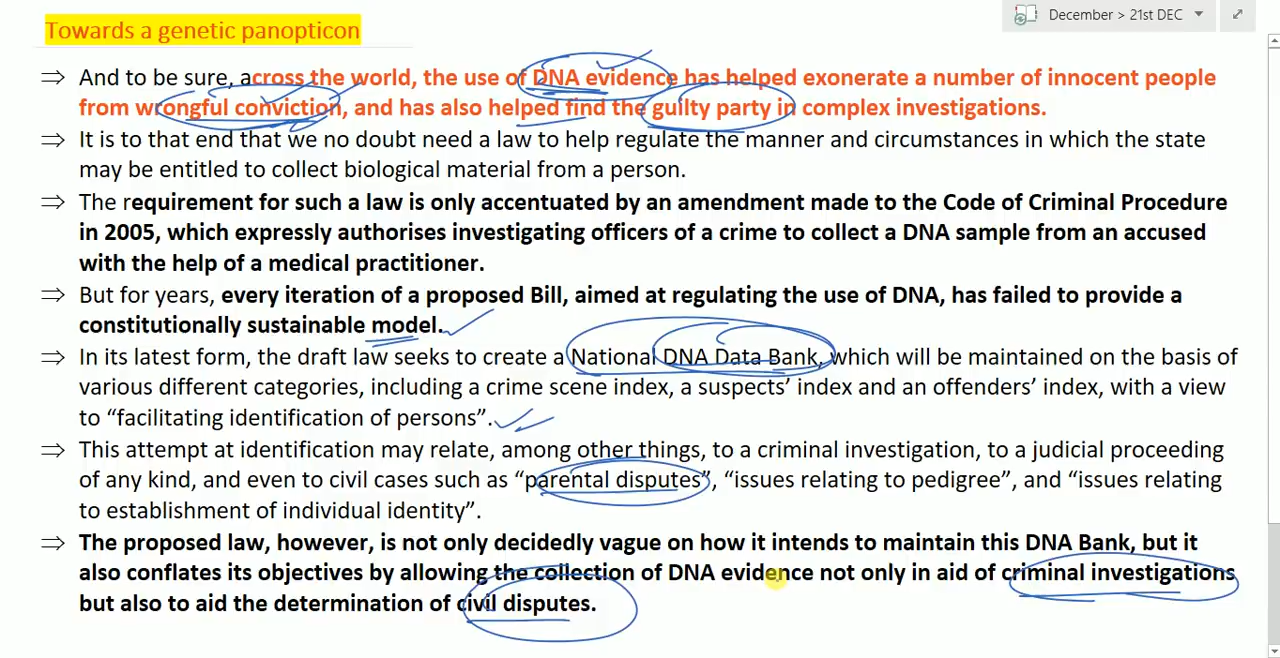 December > 21st DEC
Towards a genetic panopticon
⇒ And to be sure, across the world, the use of DNA evidence has helped exonerate a number of innocent people
from wrongful conviction, and has also helped find the guilty party in complex investigations.
⇒ It is to that end that we no doubt need a law to help regulate the manner and circumstances in which the state
may be entitled to collect biological material from a person.
⇒ The requirement for such a law is only accentuated by an amendment made to the Code of Criminal Procedure
in 2005, which expressly authorises investigating officers of a crime to collect a DNA sample from an accused
with the help of a medical practitioner.
⇒ But for years, every iteration of a proposed Bill, aimed at regulating the use of DNA, has failed to provide a
constitutionally sustainable model.
⇒ In its latest form, the draft law seeks to create a National DNA Data Bank, which will be maintained on the basis of
various different categories, including a crime scene index, a suspects’ index and an offenders’ index, with a view
to “facilitating identification of persons”.
⇒ This attempt at identification may relate, among other things, to a criminal investigation, to a judicial proceeding
of any kind, and even to civil cases such as “parental disputes”, “issues relating to pedigree”, and “issues relating
to establishment of individual identity”.
⇒ The proposed law, however, is not only decidedly vague on how it intends to maintain this DNA Bank, but it
also conflates its objectives by allowing the collection of DNA evidence not only in aid of criminal investigations
but also to aid the determination of civil disputes.